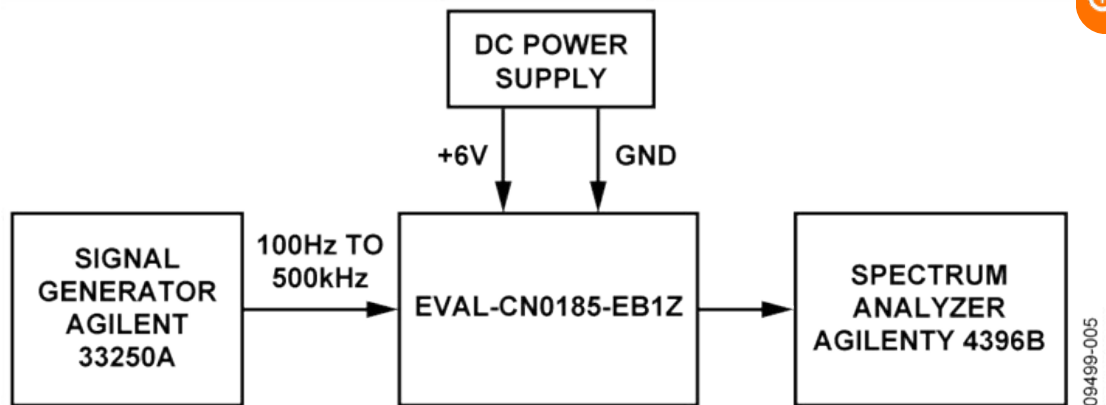 DC POWER
SUPPLY
+6V
GND
SIGNAL
GENERATOR
AGILENT
33250A
100Hz TO
500kHz
EVAL-CN0185-EB1Z
SPECTRUM
ANALYZER
AGILENTY 4396B
09499-005